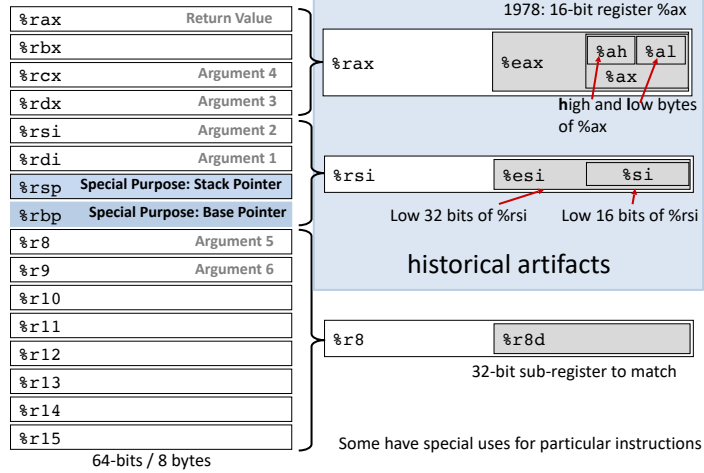 %rax Return Value
%rbx
%rcx Argument 4
%rdx Argument 3
%rsi Argument 2
%rdi Argument 1
%rsp Special Purpose: Stack Pointer
%rbp Special Purpose: Base Pointer
%r8 Argument 5
%r9 Argument 6
%r10
%r11
%r12
%r13
%r14
%r15
64-bits / 8 bytes
1978: 16-bit register %ax
%rax %eax %ah %al
%ax
high and low bytes
of %ax
%rsi %esi %si
Low 32 bits of %rsi Low 16 bits of %rsi
historical artifacts
%r8 %r8d
32-bit sub-register to match
Some have special uses for particular instructions